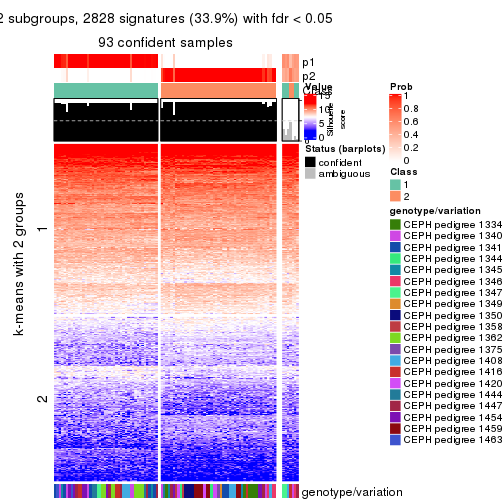 2 subgroups, 2828 signatures (33.9%) with fdr < 0.05
93 confident samples
p1
p2
Class
Silhouette
score
k-means with 2 groups
1
2
Value
15
10
5
0
Status (barplots)
confident
ambiguous
Prob
1
0.8
0.6
0.4
0.2
0
Class
1
2
genotype/variation
CEPH pedigree 1334
CEPH pedigree 1340
CEPH pedigree 1341
CEPH pedigree 1344
CEPH pedigree 1345
CEPH pedigree 1346
CEPH pedigree 1347
CEPH pedigree 1349
CEPH pedigree 1350
CEPH pedigree 1358
CEPH pedigree 1362
CEPH pedigree 1375
CEPH pedigree 1408
CEPH pedigree 1416
CEPH pedigree 1420
CEPH pedigree 1444
CEPH pedigree 1447
CEPH pedigree 1454
CEPH pedigree 1459
CEPH pedigree 1463
genotype/variation